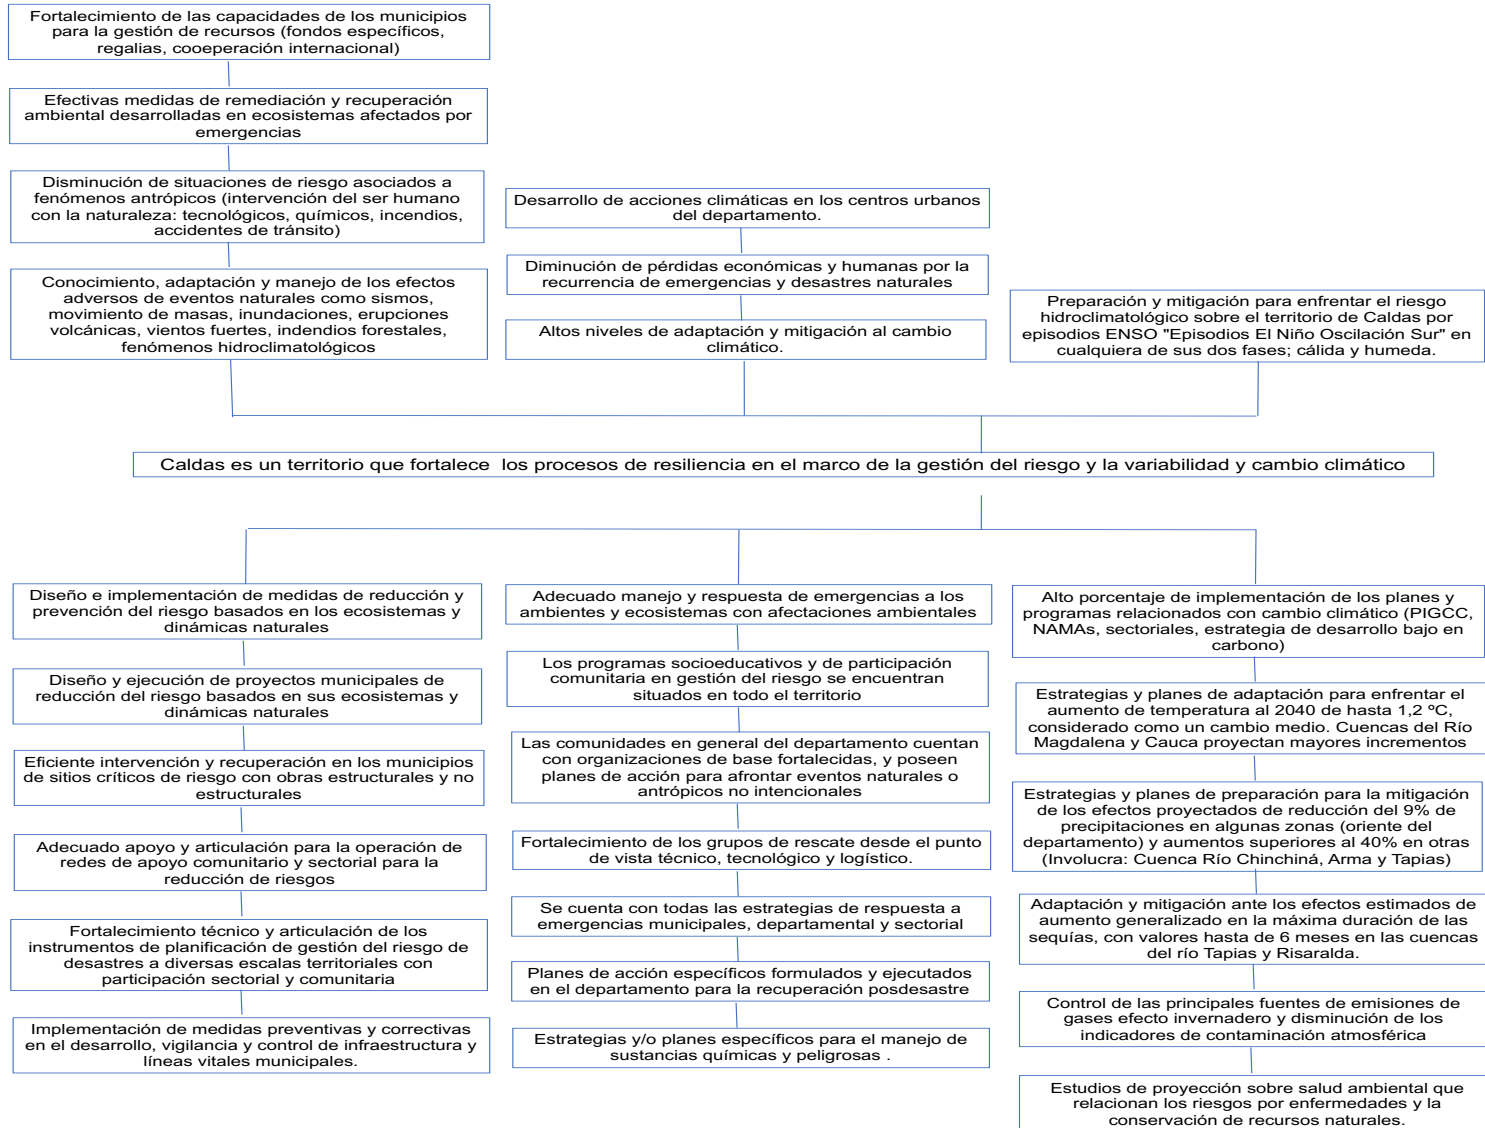 Fortalecimiento de las capacidades de los municipios
para la gestión de recursos (fondos específicos,
regalias, cooeperación internacional)
Efectivas medidas de remediación y recuperación
ambiental desarrolladas en ecosistemas afectados por
emergencias
Disminución de situaciones de riesgo asociados a
fenómenos antrópicos (intervención del ser humano
con la naturaleza: tecnológicos, químicos, incendios,
accidentes de tránsito)
Conocimiento, adaptación y manejo de los efectos
adversos de eventos naturales como sismos,
movimiento de masas, inundaciones, erupciones
volcánicas, vientos fuertes, indendios forestales,
fenómenos hidroclimatológicos
Desarrollo de acciones climáticas en los centros urbanos
del departamento.
Diminución de pérdidas económicas y humanas por la
recurrencia de emergencias y desastres naturales
Altos niveles de adaptación y mitigación al cambio
climático.
Preparación y mitigación para enfrentar el riesgo
hidroclimatológico sobre el territorio de Caldas por
episodios ENSO "Episodios El Niño Oscilación Sur" en
cualquiera de sus dos fases; cálida y humeda.
Caldas es un territorio que fortalece los procesos de resiliencia en el marco de la gestión del riesgo y la variabilidad y cambio climático
Diseño e implementación de medidas de reducción y
prevención del riesgo basados en los ecosistemas y
dinámicas naturales
Diseño y ejecución de proyectos municipales de
reducción del riesgo basados en sus ecosistemas y
dinámicas naturales
Eficiente intervención y recuperación en los municipios
de sitios críticos de riesgo con obras estructurales y no
estructurales
Adecuado apoyo y articulación para la operación de
redes de apoyo comunitario y sectorial para la
reducción de riesgos
Fortalecimiento técnico y articulación de los
instrumentos de planificación de gestión del riesgo de
desastres a diversas escalas territoriales con
participación sectorial y comunitaria
Implementación de medidas preventivas y correctivas
en el desarrollo, vigilancia y control de infraestructura y
líneas vitales municipales.
Adecuado manejo y respuesta de emergencias a los
ambientes y ecosistemas con afectaciones ambientales
Los programas socioeducativos y de participación
comunitaria en gestión del riesgo se encuentran
situados en todo el territorio
Las comunidades en general del departamento cuentan
con organizaciones de base fortalecidas, y poseen
planes de acción para afrontar eventos naturales o
antrópicos no intencionales
Fortalecimiento de los grupos de rescate desde el punto
de vista técnico, tecnológico y logístico.
Se cuenta con todas las estrategias de respuesta a
emergencias municipales, departamental y sectorial
Planes de acción específicos formulados y ejecutados
en el departamento para la recuperación posdesastre
Estrategias y/o planes específicos para el manejo de
sustancias químicas y peligrosas .
Alto porcentaje de implementación de los planes y
programas relacionados con cambio climático (PIGCC,
NAMAs, sectoriales, estrategia de desarrollo bajo en
carbono)
Estrategias y planes de adaptación para enfrentar el
aumento de temperatura al 2040 de hasta 1,2 ºC,
considerado como un cambio medio. Cuencas del Río
Magdalena y Cauca proyectan mayores incrementos
Estrategias y planes de preparación para la mitigación
de los efectos proyectados de reducción del 9% de
precipitaciones en algunas zonas (oriente del
departamento) y aumentos superiores al 40% en otras
(Involucra: Cuenca Río Chinchiná, Arma y Tapias)
Adaptación y mitigación ante los efectos estimados de
aumento generalizado en la máxima duración de las
sequías, con valores hasta de 6 meses en las cuencas
del río Tapias y Risaralda.
Control de las principales fuentes de emisiones de
gases efecto invernadero y disminución de los
indicadores de contaminación atmosférica
Estudios de proyección sobre salud ambiental que
relacionan los riesgos por enfermedades y la
conservación de recursos naturales.